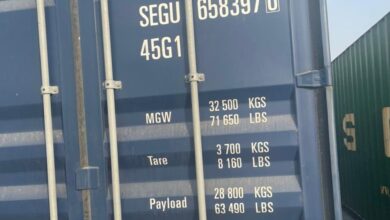 SEGU 658397 0
45G1
MGW 32 500 KGS
71 650 LBS
Tare 3 700 KGS
8 160 LBS
Payload 28 800 KGS
63 490 LBS
S